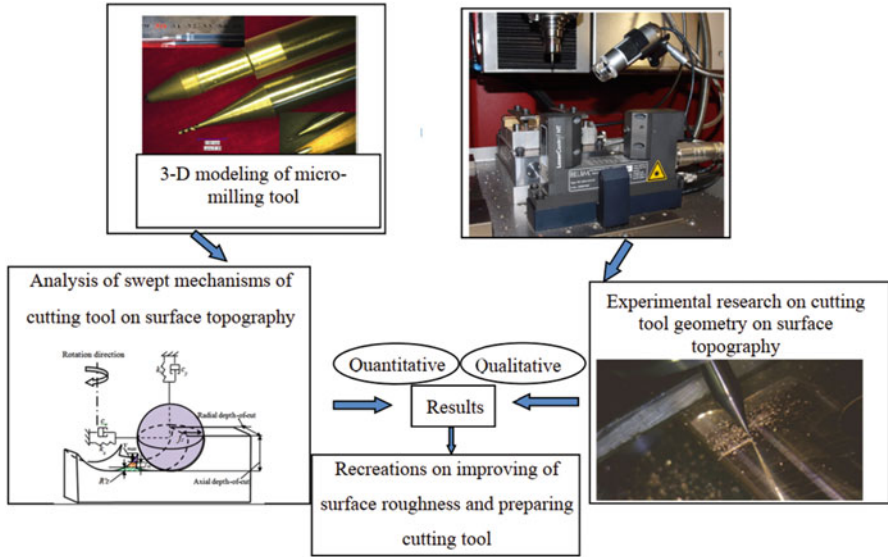 3-D modeling of micro-
milling tool
Analysis of swept mechanisms of
cutting tool on surface topography
Rotation direction
Radial depth-of-cut
Axial depth-of-cut
Quantitative
Qualitative
Results
Experimental research on cutting
tool geometry on surface
topography
Recreations on improving of
surface roughness and preparing
cutting tool